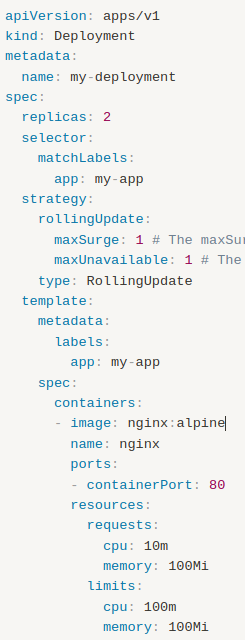 apiVersion: apps/v1
kind: Deployment
metadata:
  name: my-deployment
spec:
  replicas: 2
  selector:
    matchLabels:
      app: my-app
  strategy:
    rollingUpdate:
      maxSurge: 1 # The maxSur
      maxUnavailable: 1 # The
    type: RollingUpdate
  template:
    metadata:
      labels:
        app: my-app
    spec:
      containers:
      - image: nginx:alpine
        name: nginx
        ports:
        - containerPort: 80
        resources:
          requests:
            cpu: 10m
            memory: 100Mi
          limits:
            cpu: 100m
            memory: 100Mi